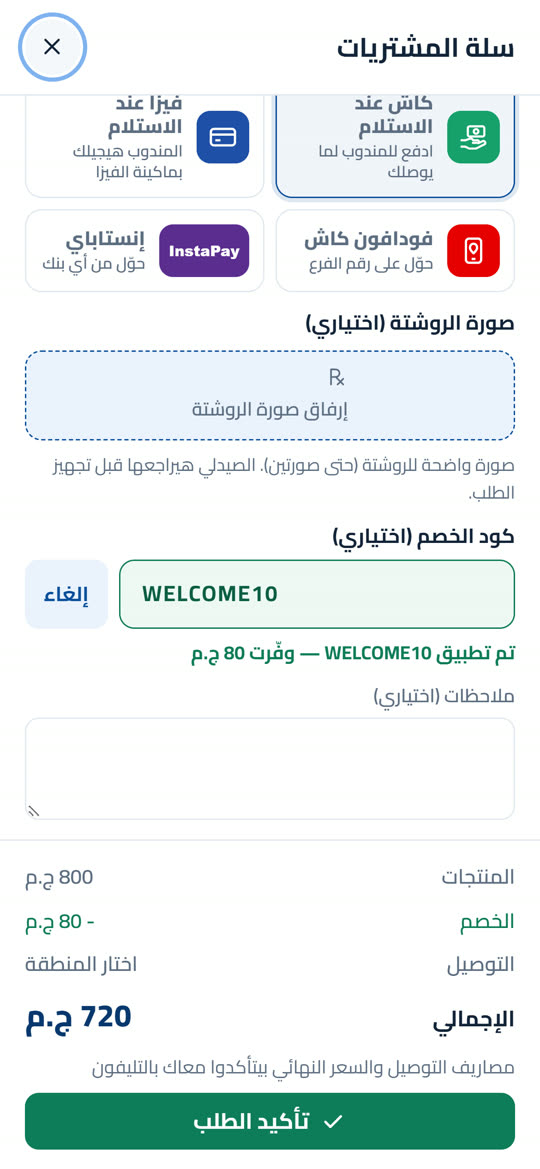 سلة المشتريات
كاش عند
الاستلام
ادفع للمندوب لما
يوصلك
فيزا عند
الاستلام
المندوب هيجيلك
بماكينة الفيزا
فودافون كاش
حوّل على رقم الفرع
إنستاباي
حوّل من أي بنك
InstaPay
صورة الروشتة (اختياري)
℞
إرفاق صورة الروشتة
صورة واضحة للروشتة (حتى صورتين). الصيدلي هيراجعها قبل تجهيز
الطلب.
كود الخصم (اختياري)
WELCOME10
إلغاء
تم تطبيق WELCOME10 — وفّرت 80 ج.م
ملاحظات (اختياري)
المنتجات 800 ج.م
الخصم - 80 ج.م
التوصيل اختار المنطقة
الإجمالي 720 ج.م
مصاريف التوصيل والسعر النهائي بيتأكدوا معاك بالتليفون
تأكيد الطلب